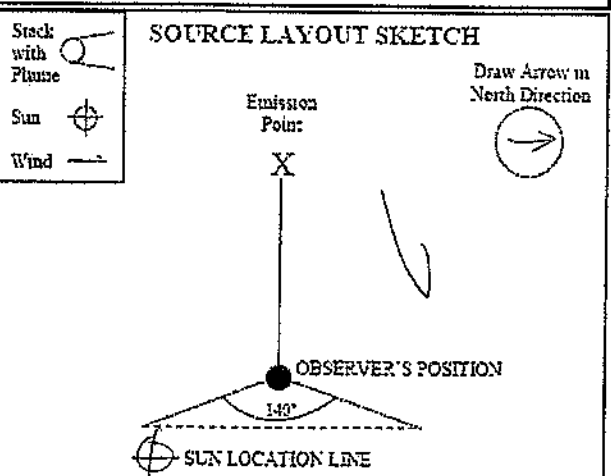 Stack
with
Plume
Sun
Wind
SOURCE LAYOUT SKETCH
Draw Arrow in
North Direction
Emission
Point
X
OBSERVER'S POSITION
140°
SUN LOCATION LINE